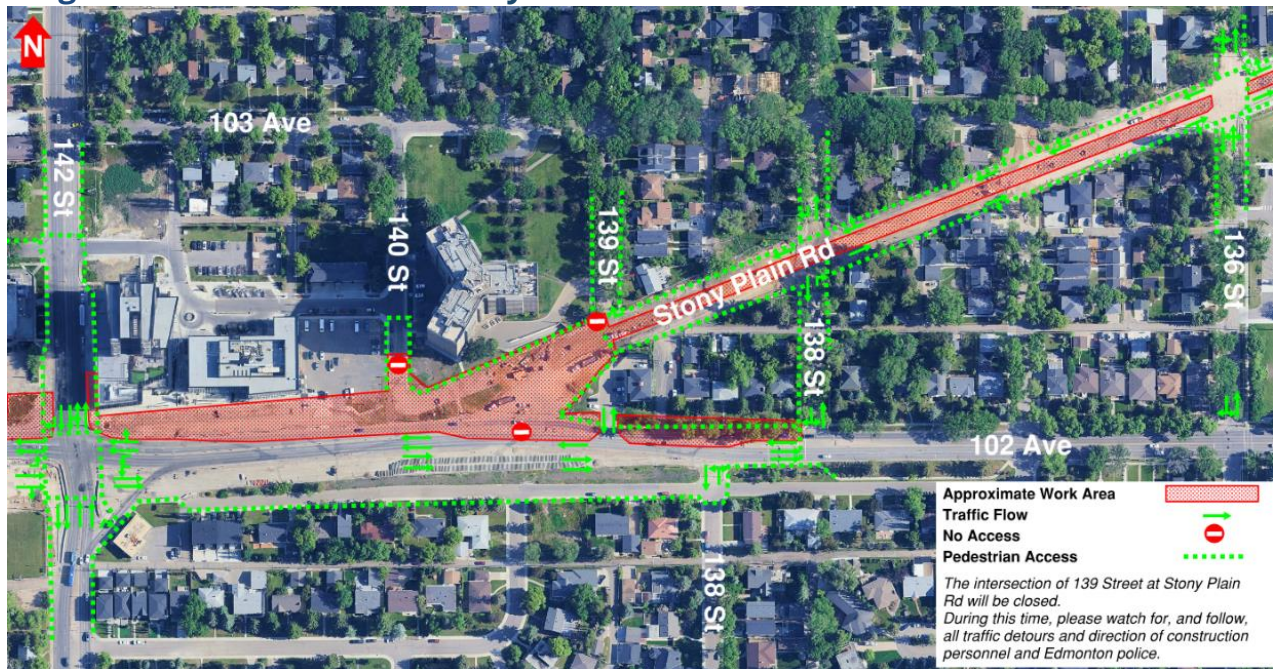 N
103 Ave
142 St
140 St
139 St
Stony Plain Rd
138 St
136 St
102 Ave
138 St
Approximate Work Area
Traffic Flow
No Access
Pedestrian Access
The intersection of 139 Street at Stony Plain
Rd will be closed.
During this time, please watch for, and follow,
all traffic detours and direction of construction
personnel and Edmonton police.